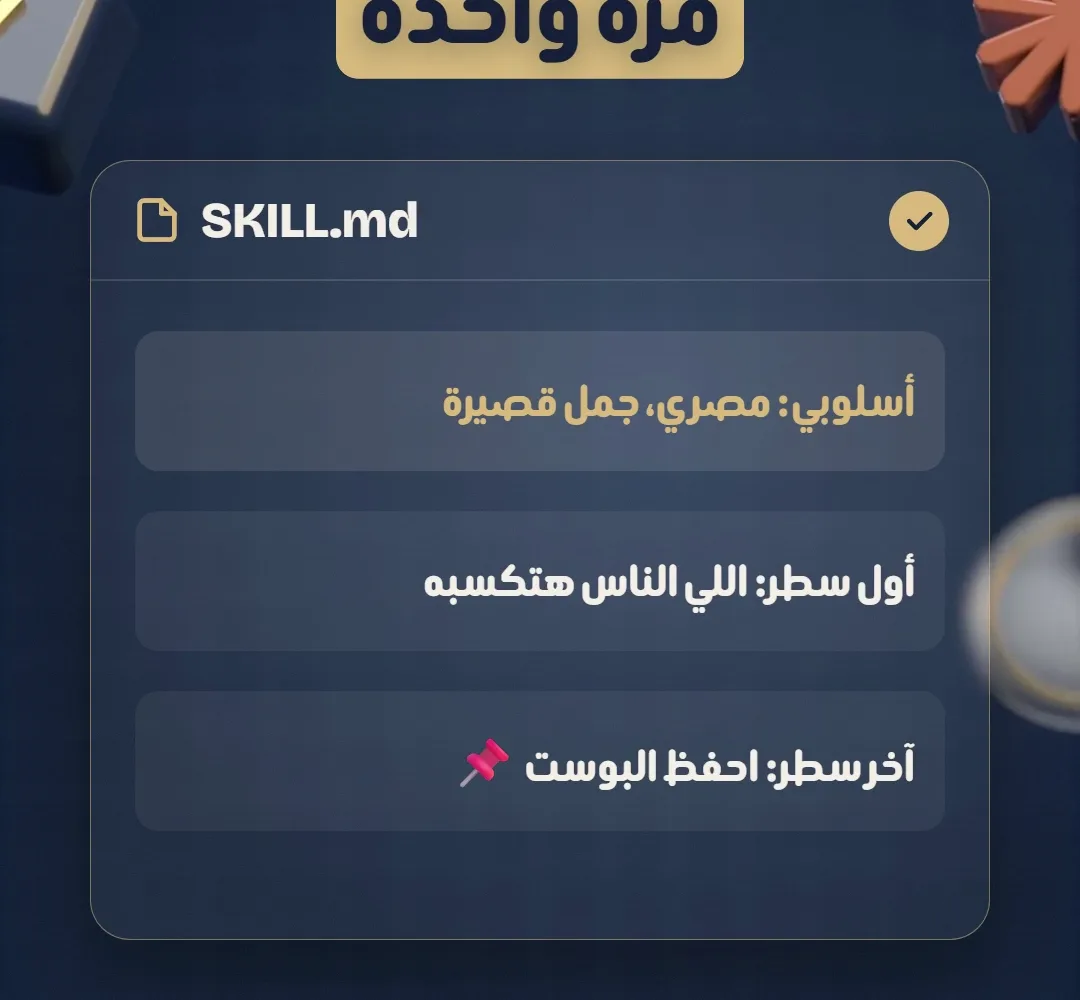 مرة واحدة
SKILL.md
أسلوبي: مصري، جمل قصيرة
أول سطر: اللي الناس هتكسبه
آخر سطر: احفظ البوست 📌